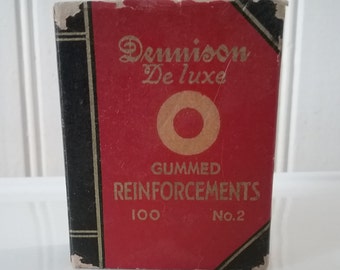 Dennison
De luxe
GUMMED
REINFORCEMENTS
100 No.2